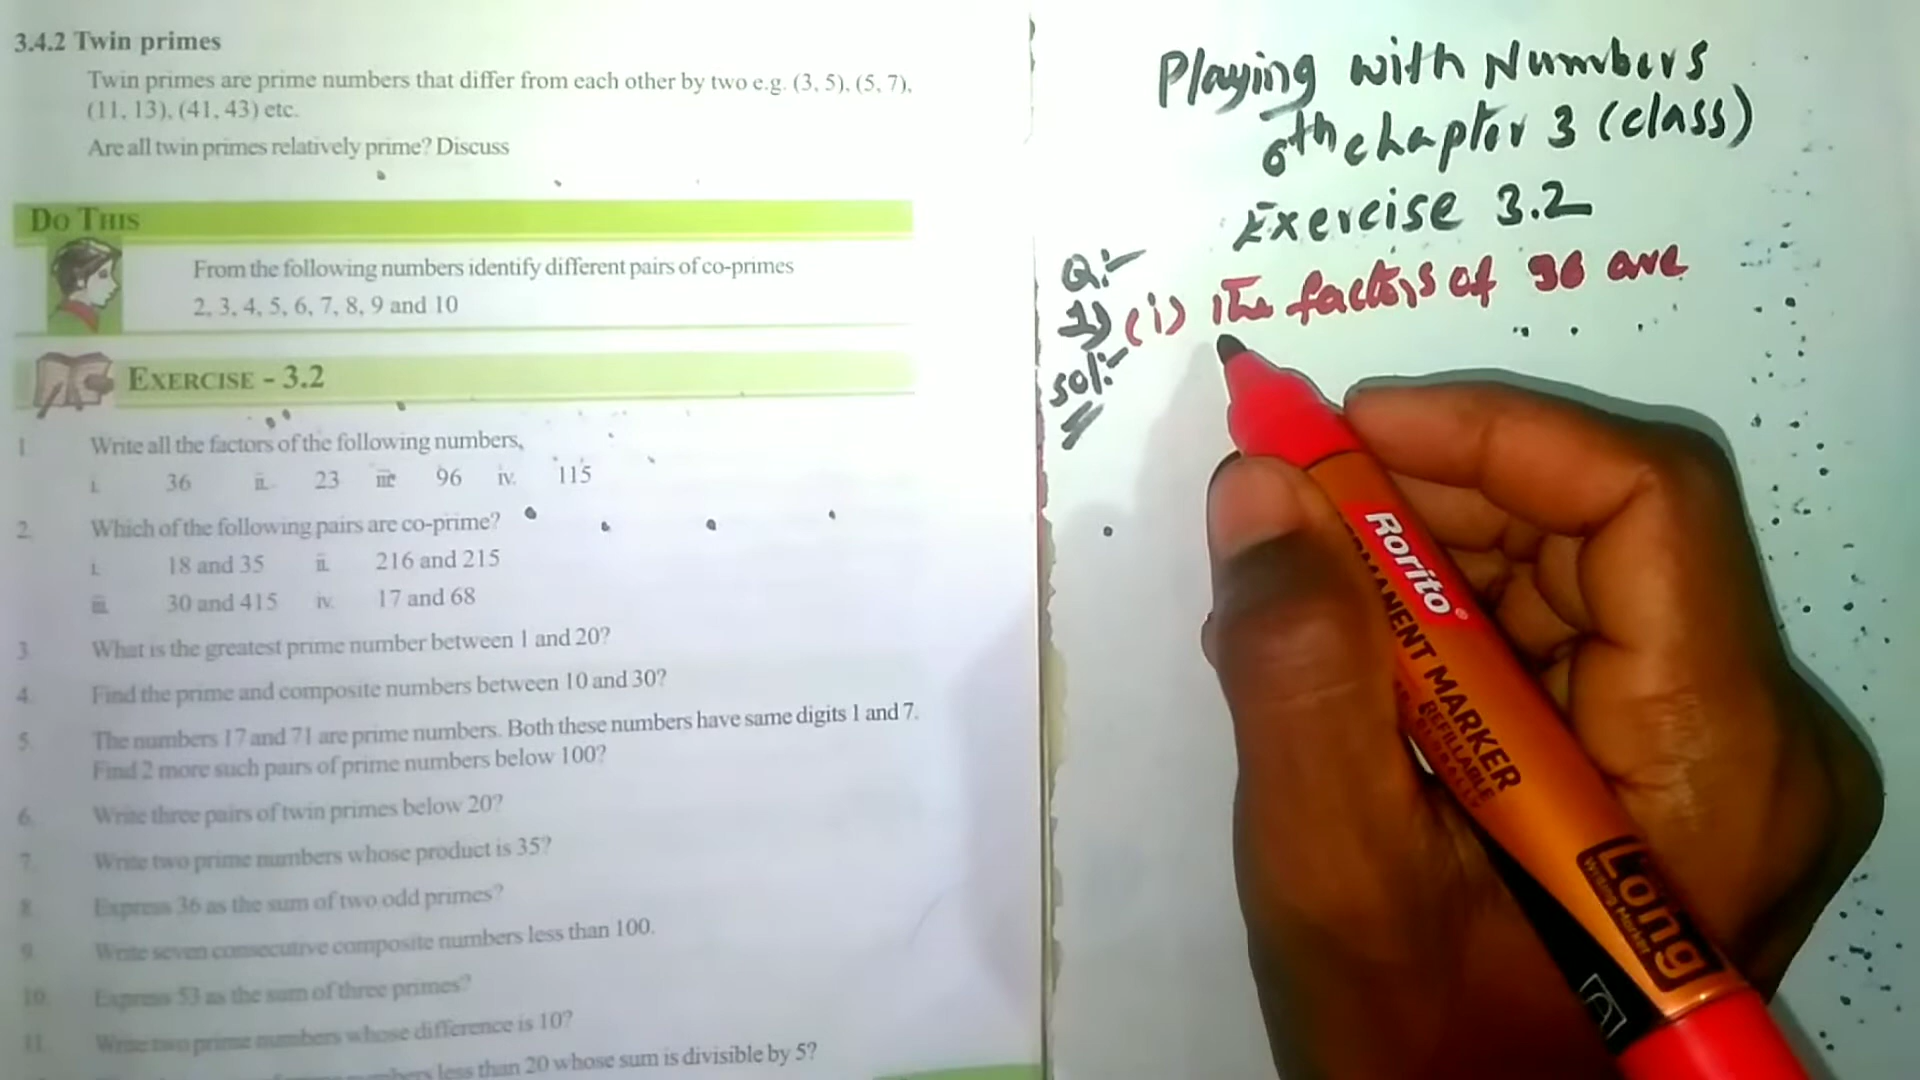 3.4.2 Twin primes
Twin primes are prime numbers that differ from each other by two e.g. (3, 5), (5, 7),
(11, 13), (41, 43) etc.
Are all twin primes relatively prime? Discuss
DO THIS
From the following numbers identify different pairs of co-primes
2, 3, 4, 5, 6, 7, 8, 9 and 10
EXERCISE - 3.2
1. Write all the factors of the following numbers,
i. 36 ii. 23 iii 96 iv. 115
2. Which of the following pairs are co-prime?
i. 18 and 35 ii. 216 and 215
iii. 30 and 415 iv. 17 and 68
3. What is the greatest prime number between 1 and 20?
4. Find the prime and composite numbers between 10 and 30?
5. The numbers 17 and 71 are prime numbers. Both these numbers have same digits 1 and 7.
Find 2 more such pairs of prime numbers below 100?
6. Write three pairs of twin primes below 20?
7. Write two prime numbers whose product is 35?
8. Express 36 as the sum of two odd primes?
9. Write seven consecutive composite numbers less than 100.
10. Express 53 as the sum of three primes?
11. Write two prime numbers whose difference is 10?
less than 20 whose sum is divisible by 5?
Playing with Numbers
6th chapter 3 (class)
Exercise 3.2
Q:-
1) (i) The factors of 36 are
Sol:-
Rorito
PERMANENT MARKER
REFILLABLE
Long
Writing Marker